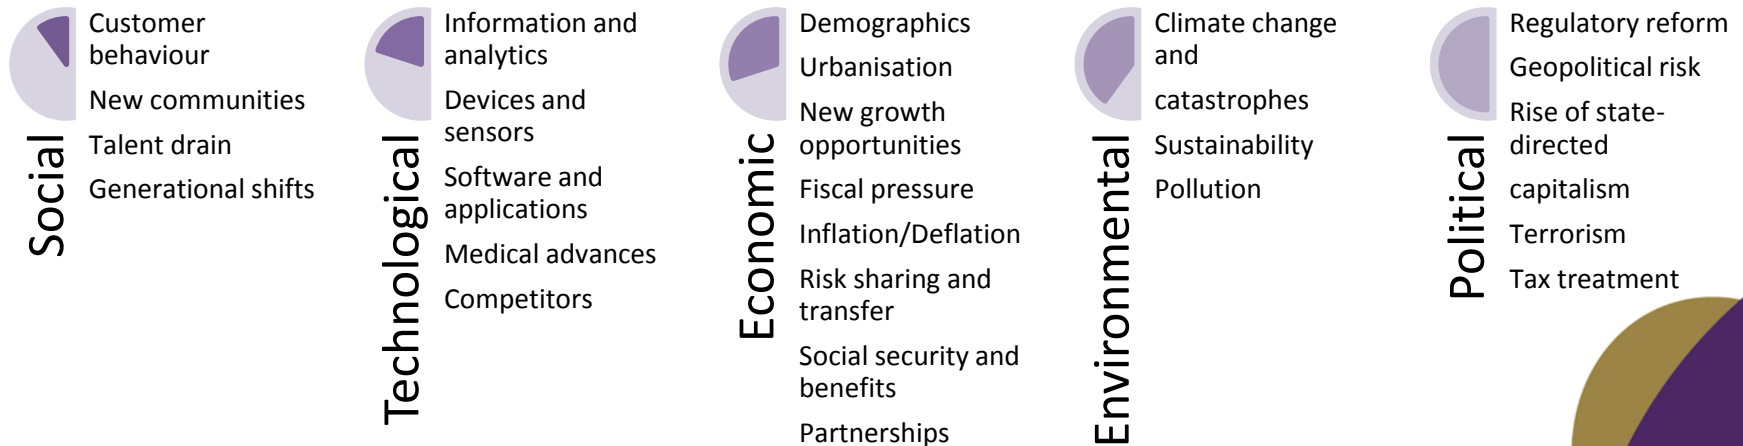 Social
Customer
behaviour
New communities
Talent drain
Generational shifts
Technological
Information and
analytics
Devices and
sensors
Software and
applications
Medical advances
Competitors
Economic
Demographics
Urbanisation
New growth
opportunities
Fiscal pressure
Inflation/Deflation
Risk sharing and
transfer
Social security and
benefits
Partnerships
Environmental
Climate change
and
catastrophes
Sustainability
Pollution
Political
Regulatory reform
Geopolitical risk
Rise of state-
directed
capitalism
Terrorism
Tax treatment